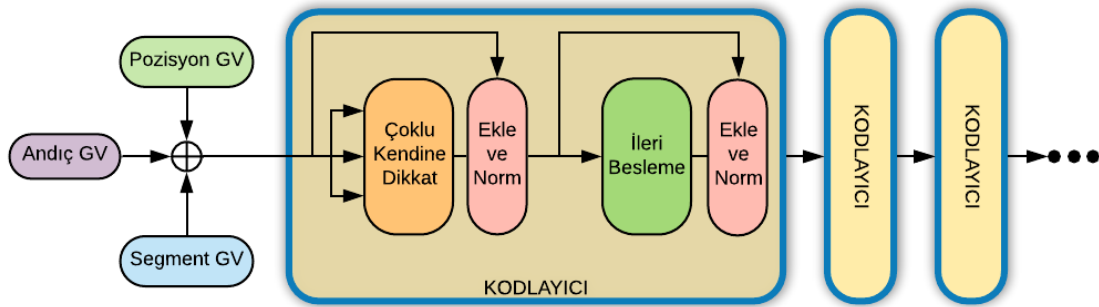 Pozisyon GV
Andıç GV
Segment GV
Çoklu
Kendine
Dikkat
Ekle
ve
Norm
İleri
Besleme
Ekle
ve
Norm
KODLAYICI
KODLAYICI
KODLAYICI